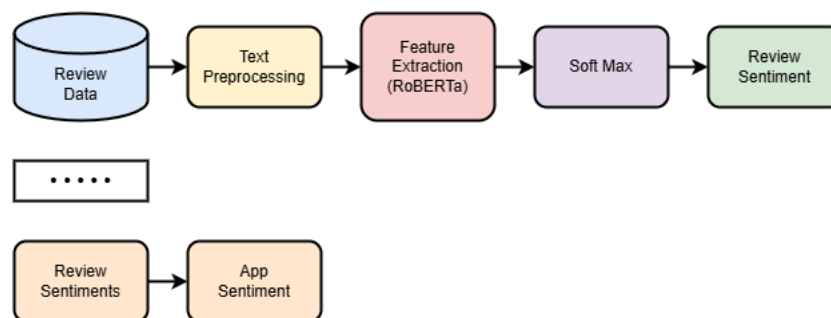 Review
Data
Text
Preprocessing
Feature
Extraction
(RoBERTa)
Soft Max
Review
Sentiment
.....
Review
Sentiments
App
Sentiment